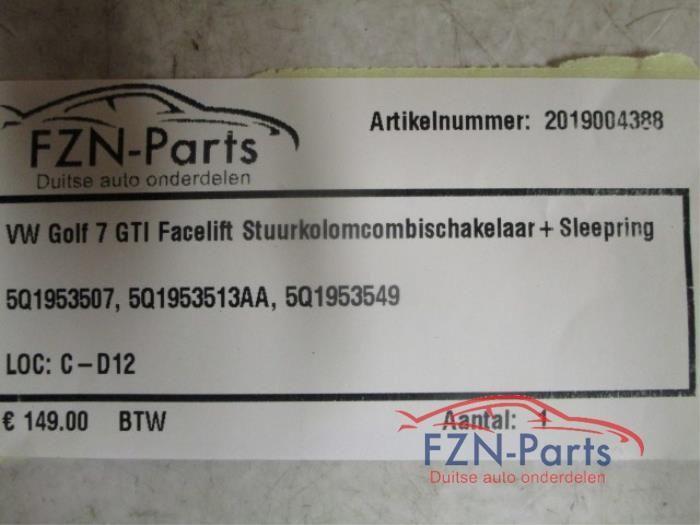 FZN-Parts
Duitse auto onderdelen
Artikelnummer: 2019004388
VW Golf 7 GTI Facelift Stuurkolomcombischakelaar + Sleepring
5Q1953507, 5Q1953513AA, 5Q1953549
LOC: C - D12
€ 149.00 BTW
Aantal: 1
FZN-Parts
Duitse auto onderdelen